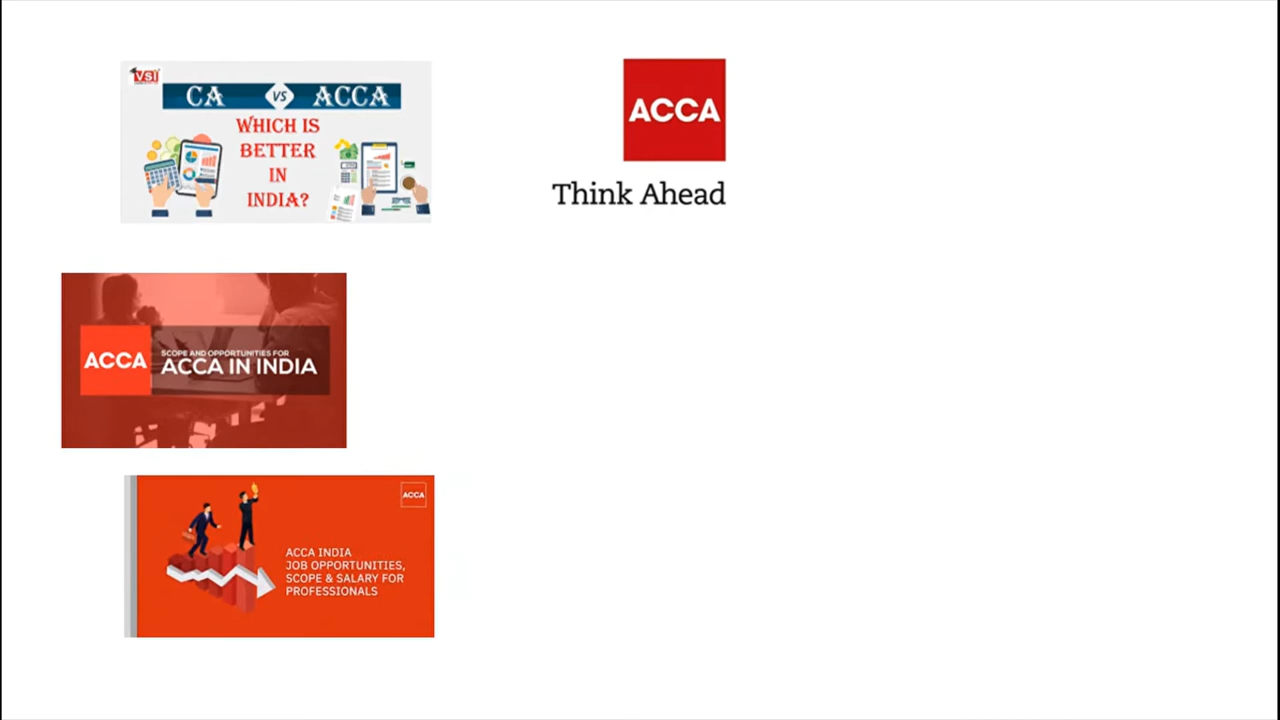 VSI
CA VS ACCA
WHICH IS
BETTER
IN
INDIA?
ACCA
Think Ahead
ACCA
SCOPE AND OPPORTUNITIES FOR
ACCA IN INDIA
ACCA
ACCA INDIA
JOB OPPORTUNITIES,
SCOPE & SALARY FOR
PROFESSIONALS